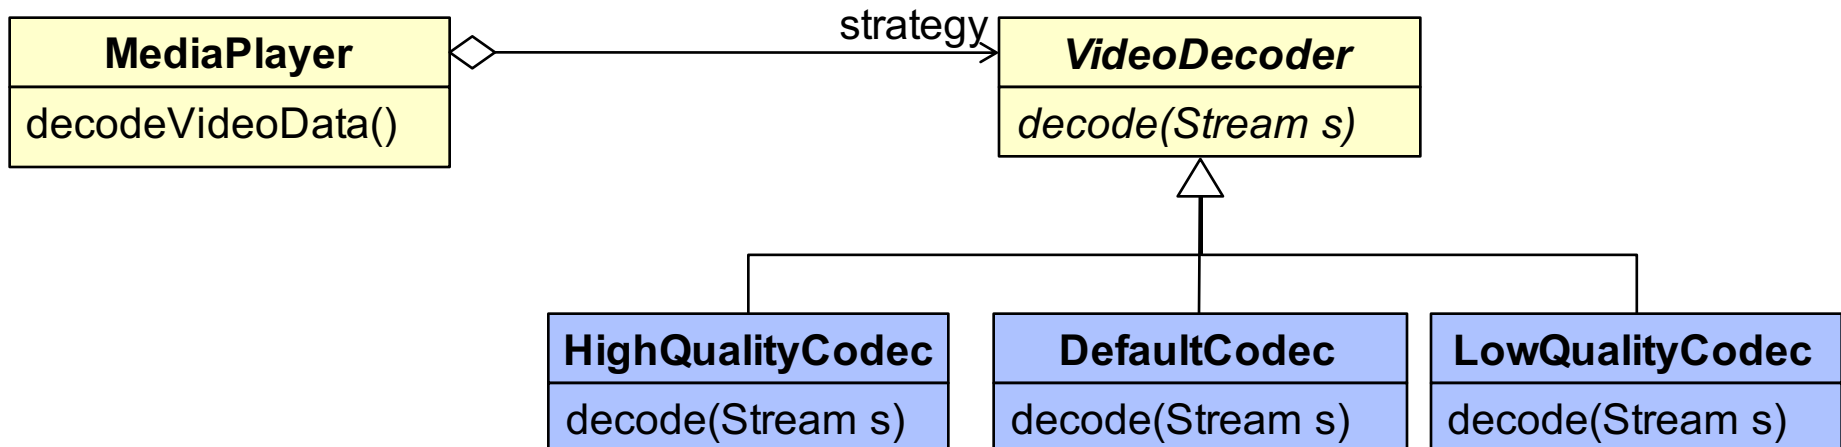 strategy
MediaPlayer
VideoDecoder
decodeVideoData()
decode(Stream s)
HighQualityCodec
DefaultCodec
LowQualityCodec
decode(Stream s)
decode(Stream s)
decode(Stream s)